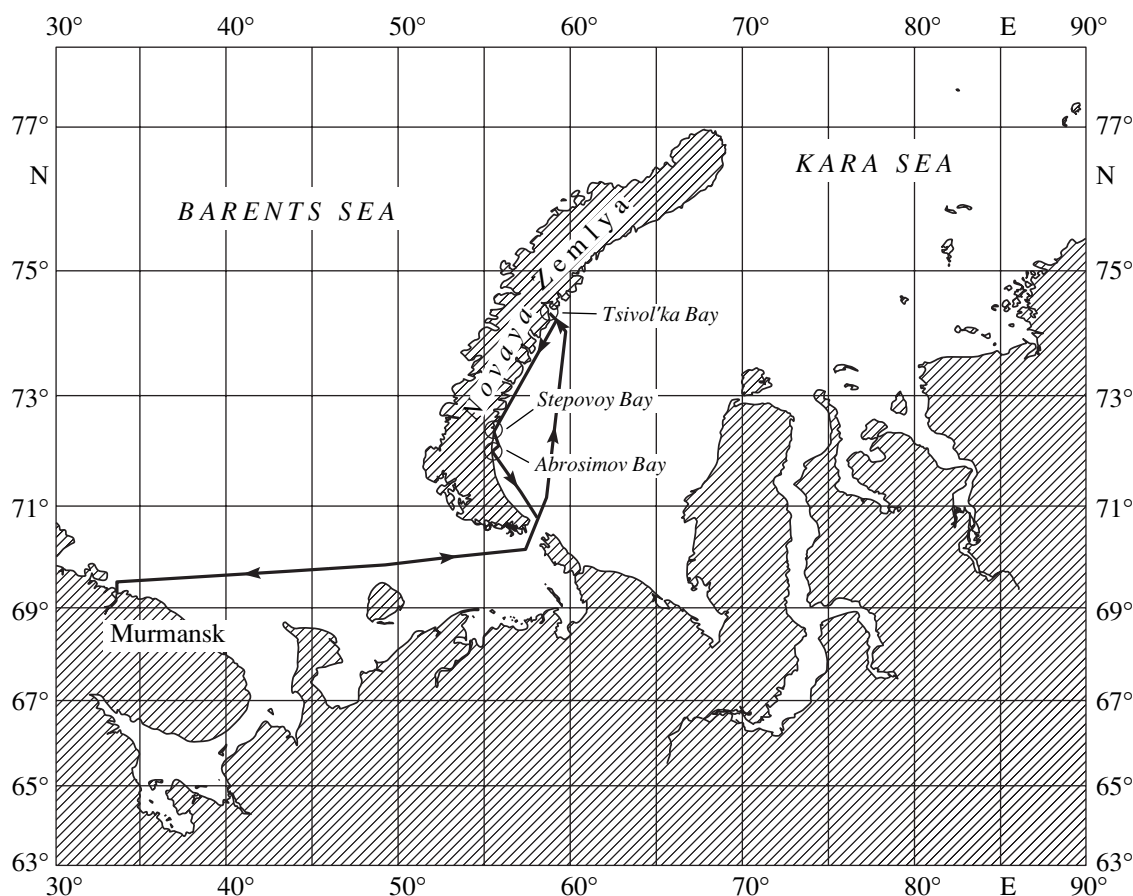 30° 40° 50° 60° 70° 80° E 90°
77° 77°
N KARA SEA N
BARENTS SEA
Novaya Zemlya
75° 75°
Tsivol'ka Bay
73° 73°
Stepovoy Bay
Abrosimov Bay
71° 71°
69° 69°
Murmansk
67° 67°
65° 65°
63° 63°
30° 40° 50° 60° 70° 80° E 90°